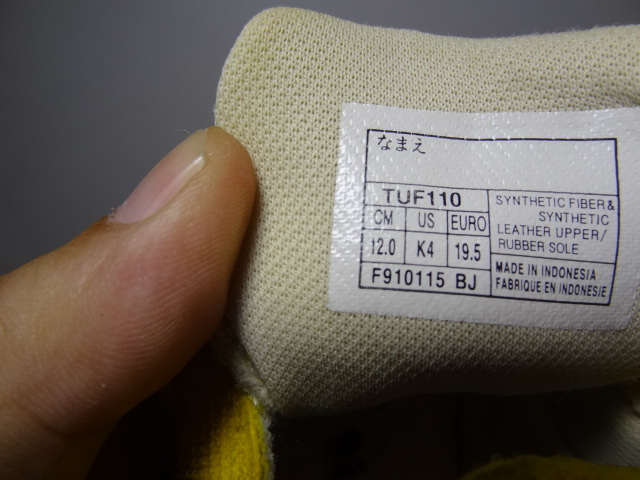 なまえ
TUF110
CM US EURO
12.0 K4 19.5
F910115 BJ
SYNTHETIC FIBER &
SYNTHETIC
LEATHER UPPER/
RUBBER SOLE
MADE IN INDONESIA
FABRIQUE EN INDONESIE